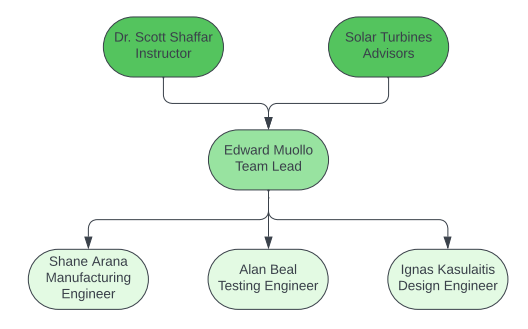 Dr. Scott Shaffar
Instructor
Solar Turbines
Advisors
Edward Muollo
Team Lead
Shane Arana
Manufacturing
Engineer
Alan Beal
Testing Engineer
Ignas Kasulaitis
Design Engineer